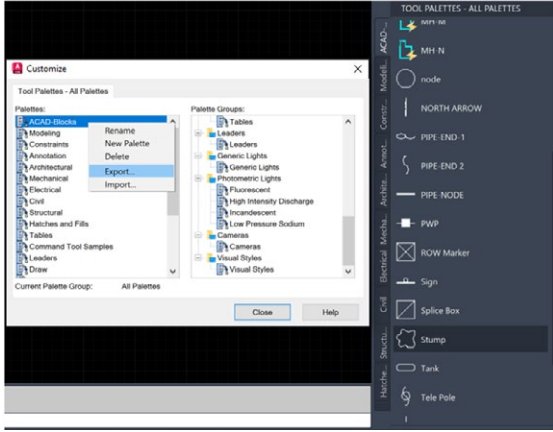 TOOL PALETTES - ALL PALETTES
MH-M
MH-N
node
NORTH ARROW
PIPE-END-1
PIPE-END 2
PIPE-NODE
PWP
ROW Marker
Sign
Splice Box
Stump
Tank
Tele Pole
ACAD-...
Modeli...
Constr...
Annot...
Archite...
Mecha...
Electrical
Civil
Structu...
Hatche...
Customize
Tool Palettes - All Palettes
Palettes:
ACAD-Blocks
Modeling
Constraints
Annotation
Architectural
Mechanical
Electrical
Civil
Structural
Hatches and Fills
Tables
Command Tool Samples
Leaders
Draw
Rename
New Palette
Delete
Export...
Import...
Palette Groups:
Tables
Leaders
Leaders
Generic Lights
Generic Lights
Photometric Lights
Fluorescent
High Intensity Discharge
Incandescent
Low Pressure Sodium
Cameras
Cameras
Visual Styles
Visual Styles
Current Palette Group: All Palettes
Close
Help